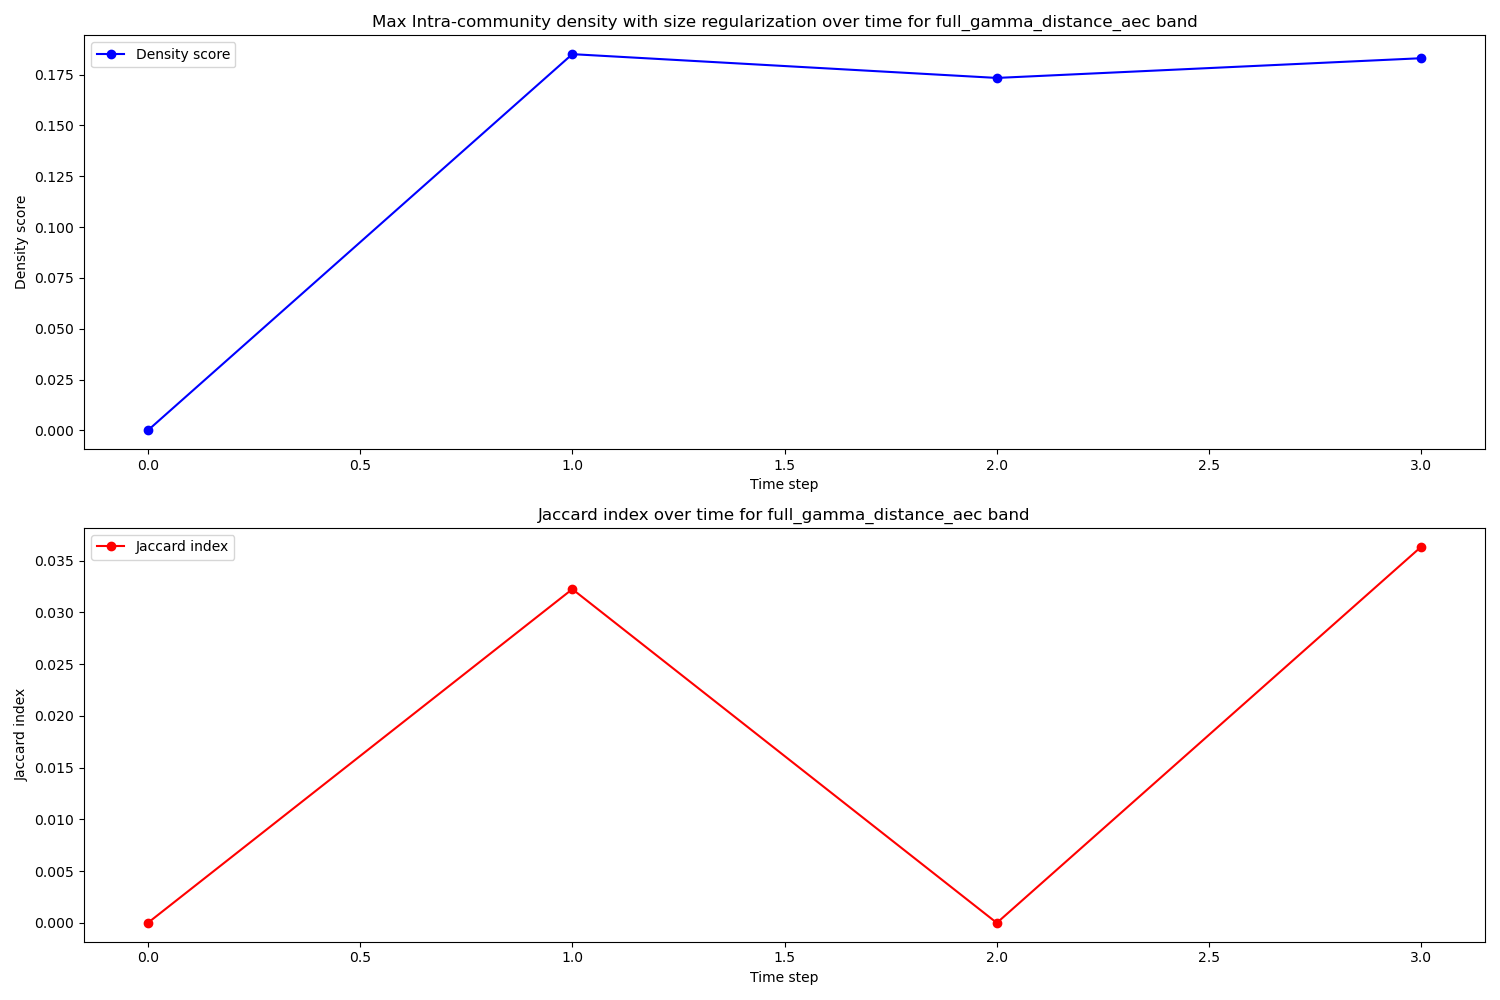 Max Intra-community density with size regularization over time for full_gamma_distance_aec band
Density score
0.175
0.150
0.125
0.100
0.075
0.050
0.025
0.000
Density score
0.0 0.5 1.0 1.5 2.0 2.5 3.0
Time step
Jaccard index over time for full_gamma_distance_aec band
Jaccard index
0.035
0.030
0.025
0.020
0.015
0.010
0.005
0.000
Jaccard index
0.0 0.5 1.0 1.5 2.0 2.5 3.0
Time step